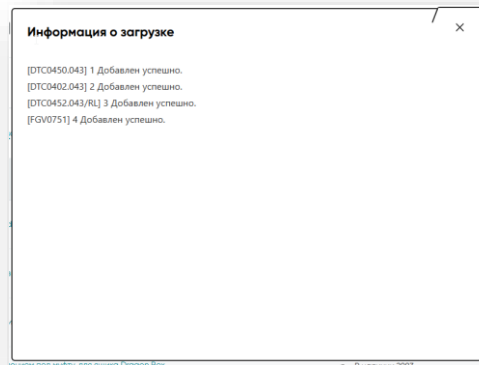 Информация о загрузке
[DTC0450.043] 1 Добавлен успешно.
[DTC0402.043] 2 Добавлен успешно.
[DTC0452.043/RL] 3 Добавлен успешно.
[FGV0751] 4 Добавлен успешно.